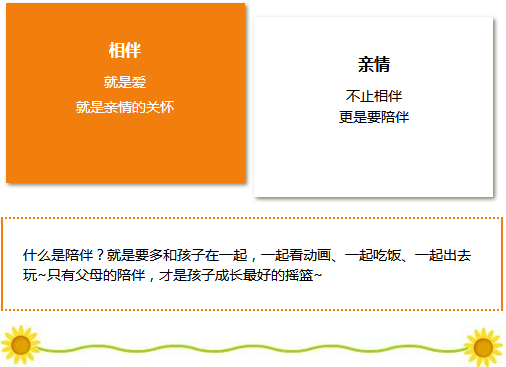 相伴
就是爱
就是亲情的关怀
亲情
不止相伴
更是要陪伴
什么是陪伴？就是要多和孩子在一起，一起看动画、一起吃饭、一起出去
玩~只有父母的陪伴，才是孩子成长最好的摇篮~